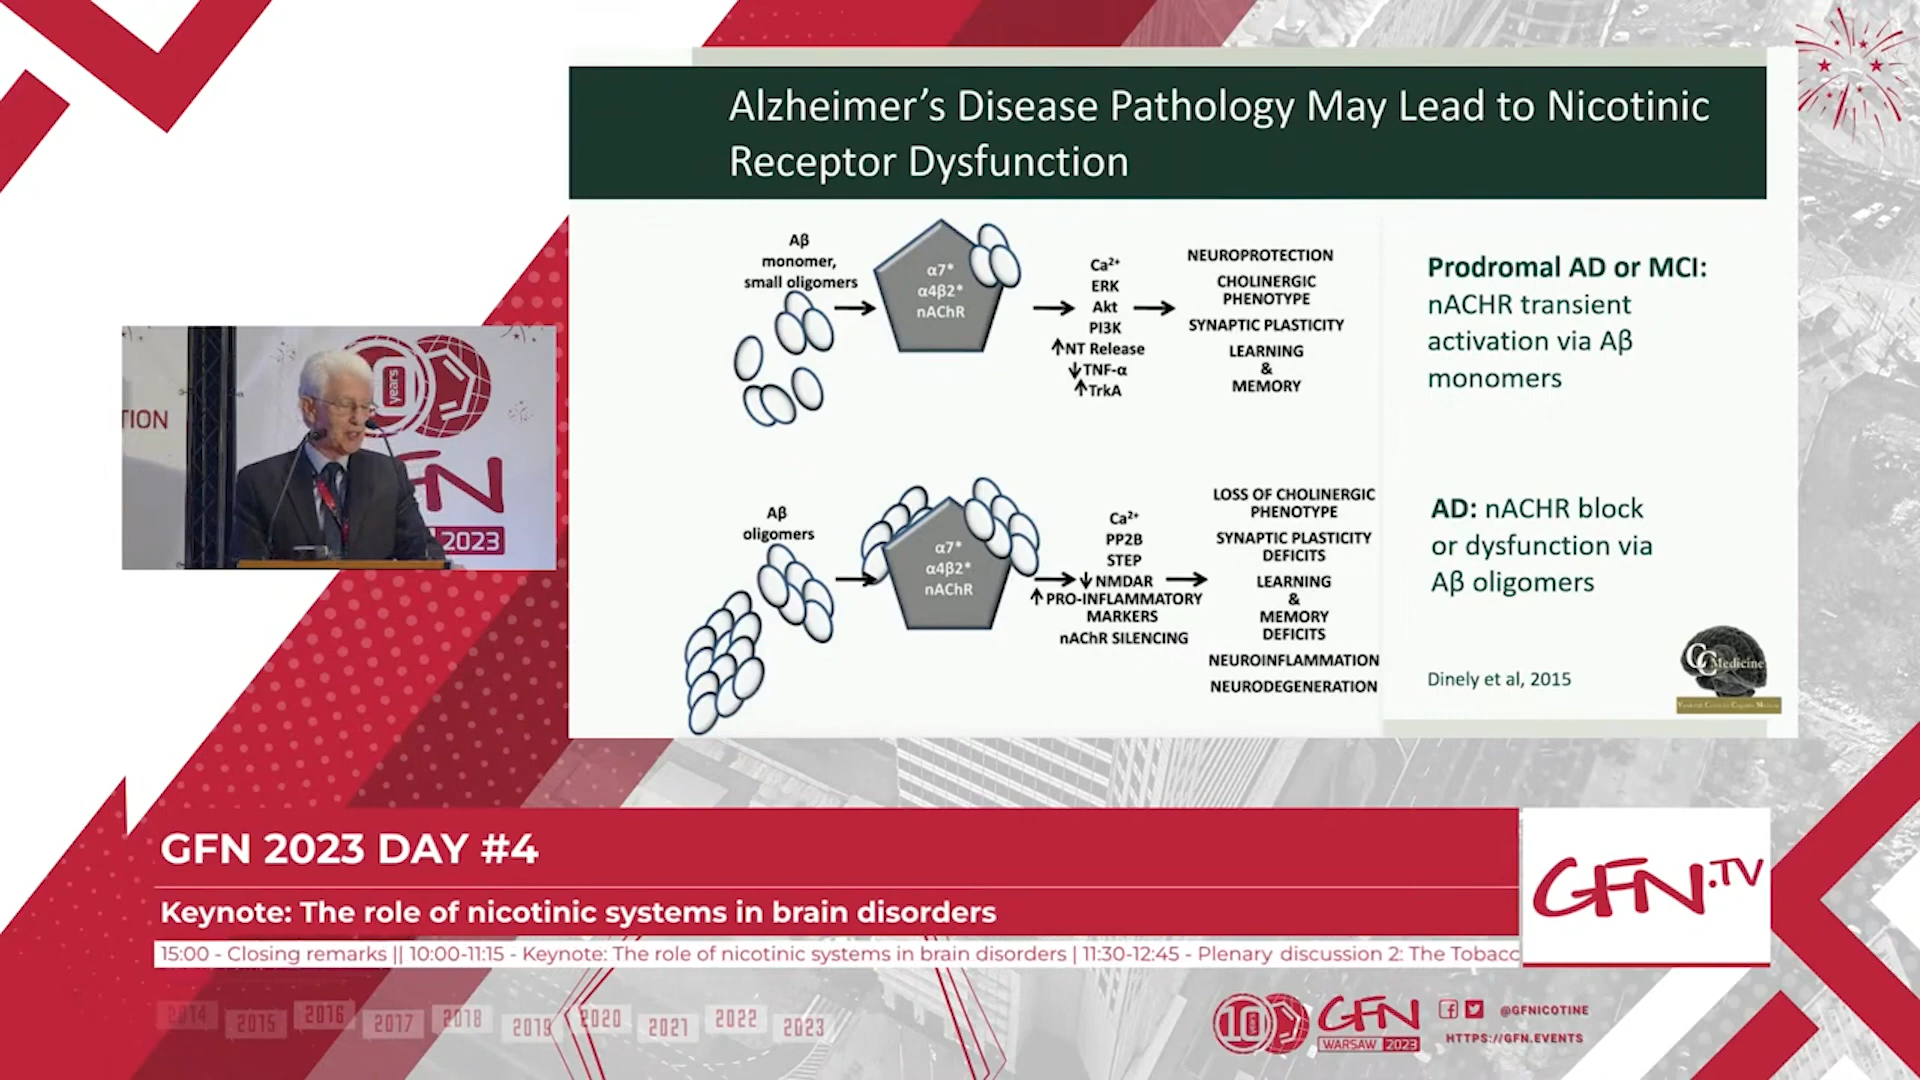 Alzheimer's Disease Pathology May Lead to Nicotinic
Receptor Dysfunction
Aβ
monomer,
small oligomers
α7*
α4β2*
nAChR
Ca²⁺
ERK
Akt
PI3K
↑NT Release
↓TNF-α
↑TrkA
NEUROPROTECTION
CHOLINERGIC
PHENOTYPE
SYNAPTIC PLASTICITY
LEARNING
&
MEMORY
Prodromal AD or MCI:
nACHR transient
activation via Aβ
monomers
Aβ
oligomers
α7*
α4β2*
nAChR
Ca²⁺
PP2B
STEP
↓NMDAR
↑PRO-INFLAMMATORY
MARKERS
nAChR SILENCING
LOSS OF CHOLINERGIC
PHENOTYPE
SYNAPTIC PLASTICITY
DEFICITS
LEARNING
&
MEMORY
DEFICITS
NEUROINFLAMMATION
NEURODEGENERATION
AD: nACHR block
or dysfunction via
Aβ oligomers
Dinely et al, 2015
CC Medicine
TION
years
GFN
2023
GFN 2023 DAY #4
Keynote: The role of nicotinic systems in brain disorders
15:00 - Closing remarks || 10:00-11:15 - Keynote: The role of nicotinic systems in brain disorders | 11:30-12:45 - Plenary discussion 2: The Tobacc
GFN.TV
2014 2015 2016 2017 2018 2019 2020 2021 2022 2023
10 years
GFN
WARSAW 2023
@GFNICOTINE
HTTPS://GFN.EVENTS